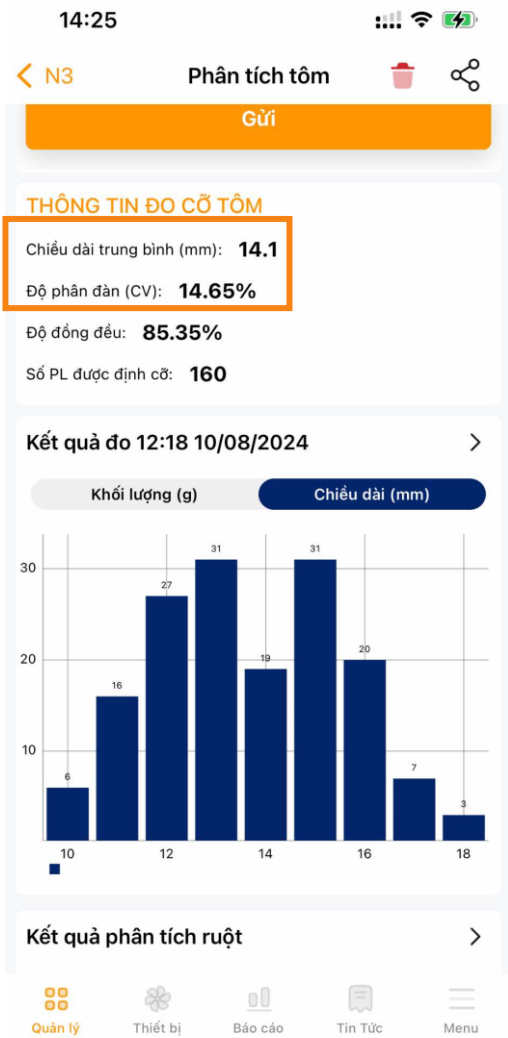 14:25
N3
Phân tích tôm
Gửi
THÔNG TIN ĐO CỠ TÔM
Chiều dài trung bình (mm): 14.1
Độ phân đàn (CV): 14.65%
Độ đồng đều: 85.35%
Số PL được định cỡ: 160
Kết quả đo 12:18 10/08/2024
Khối lượng (g)
Chiều dài (mm)
31
31
30
27
20
20
19
16
10
7
6
3
10
12
14
16
18
Kết quả phân tích ruột
Quản lý
Thiết bị
Báo cáo
Tin Tức
Menu